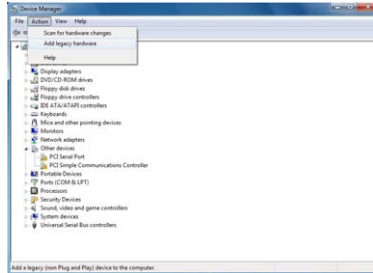 Device Manager
File Action View Help
Scan for hardware changes
Add legacy hardware
Help
Display adapters
DVD/CD-ROM drives
Floppy disk drives
Floppy drive controllers
IDE ATA/ATAPI controllers
Keyboards
Mice and other pointing devices
Monitors
Network adapters
Other devices
PCI Serial Port
PCI Simple Communications Controller
Portable Devices
Ports (COM & LPT)
Processors
Security Devices
Sound, video and game controllers
System devices
Universal Serial Bus controllers
Add a legacy (non Plug and Play) device to the computer.